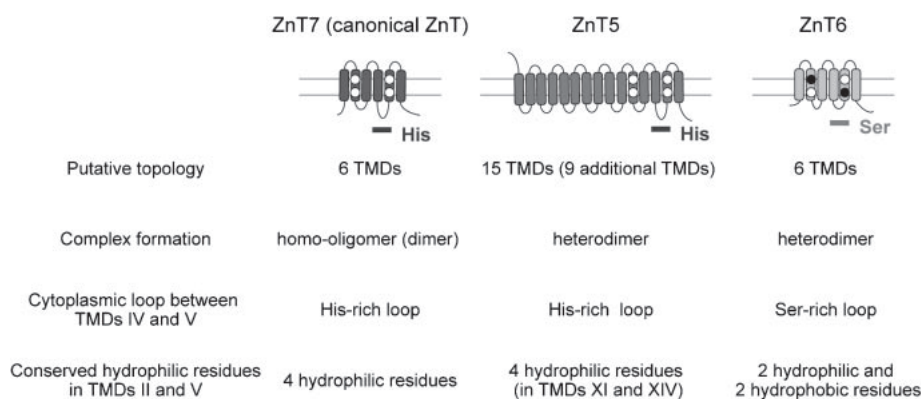 ZnT7 (canonical ZnT) ZnT5 ZnT6
His His Ser
Putative topology 6 TMDs 15 TMDs (9 additional TMDs) 6 TMDs
Complex formation homo-oligomer (dimer) heterodimer heterodimer
Cytoplasmic loop between
TMDs IV and V
His-rich loop His-rich loop Ser-rich loop
Conserved hydrophilic residues
in TMDs II and V
4 hydrophilic residues
4 hydrophilic residues
(in TMDs XI and XIV)
2 hydrophilic and
2 hydrophobic residues